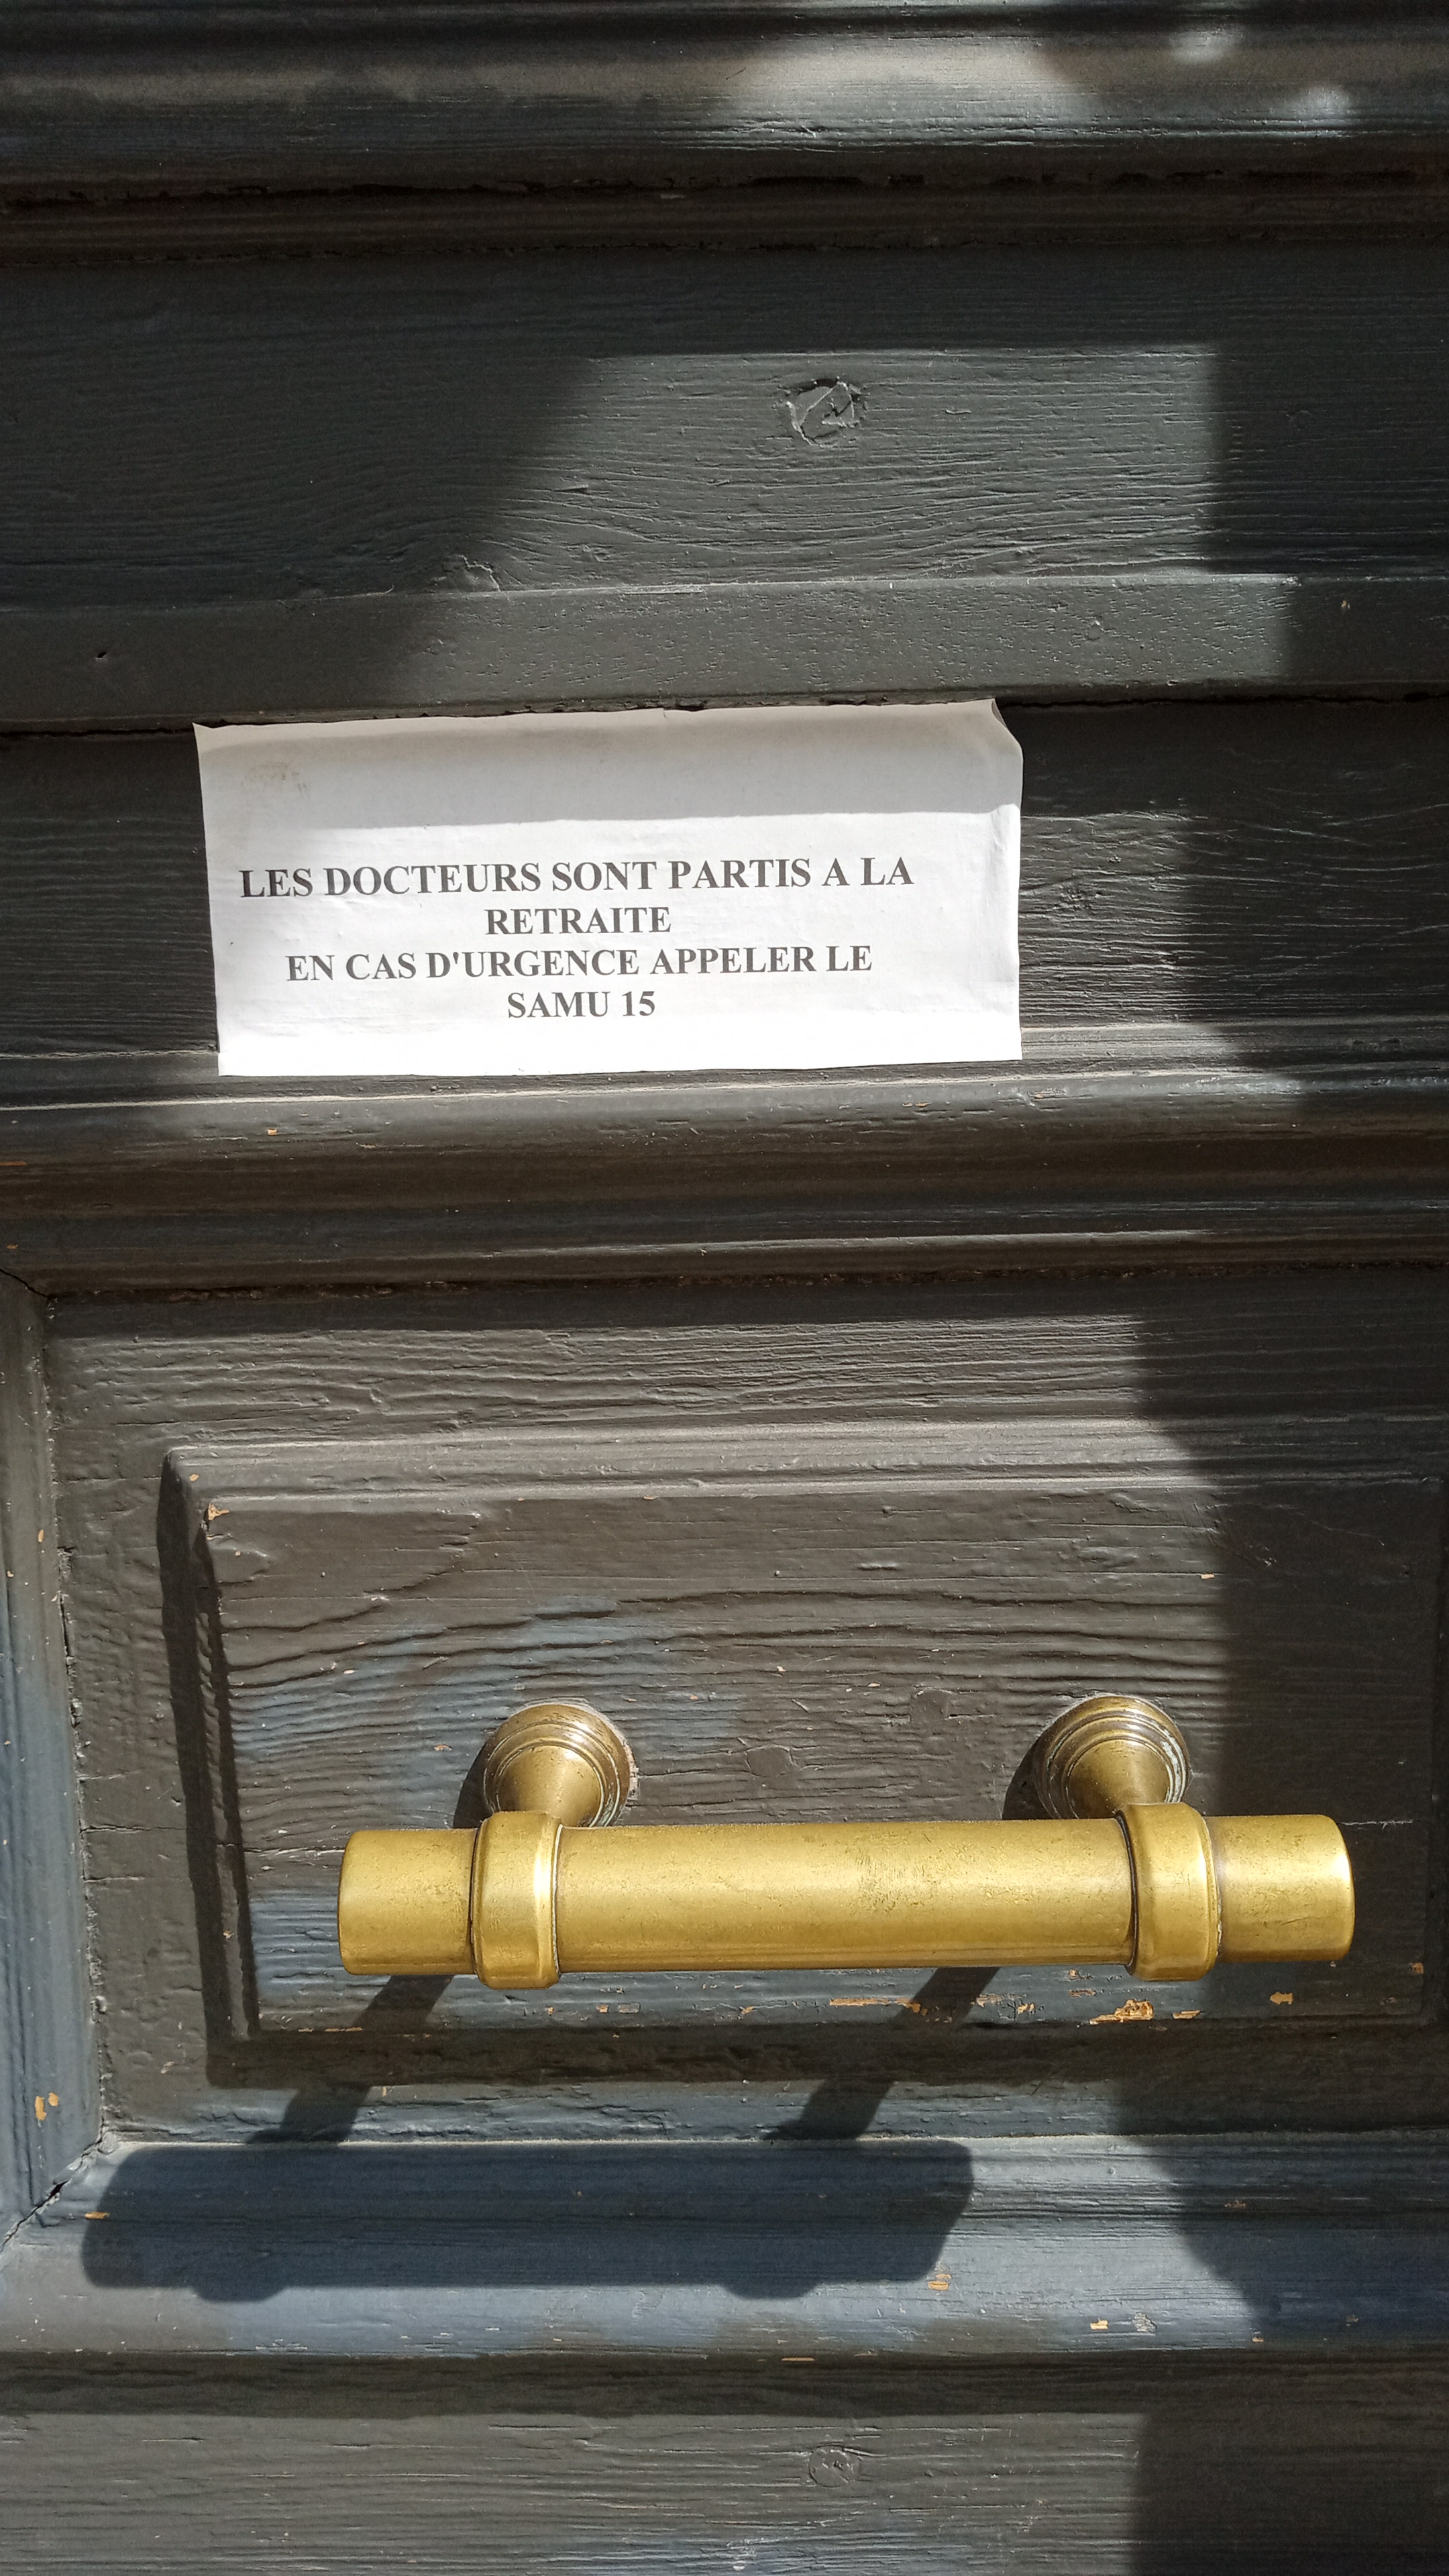 LES DOCTEURS SONT PARTIS A LA
RETRAITE
EN CAS D'URGENCE APPELER LE
SAMU 15